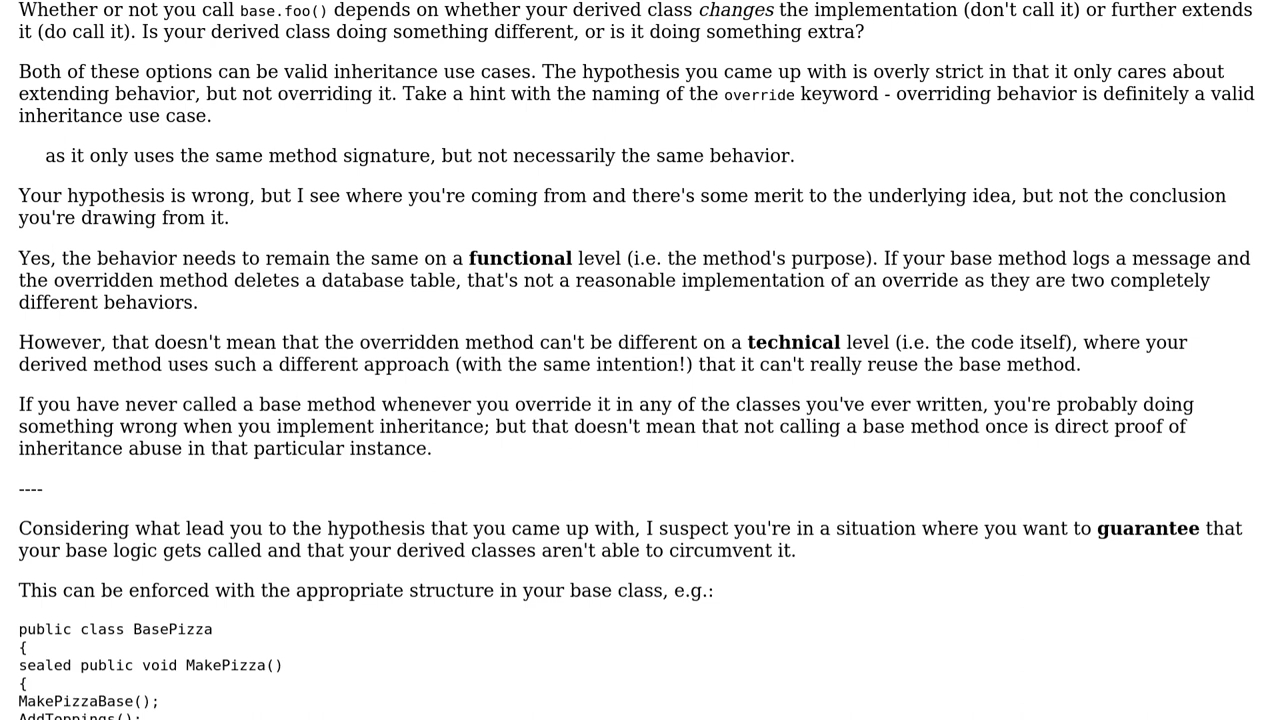 Whether or not you call base.foo() depends on whether your derived class changes the implementation (don't call it) or further extends
it (do call it). Is your derived class doing something different, or is it doing something extra?
Both of these options can be valid inheritance use cases. The hypothesis you came up with is overly strict in that it only cares about
extending behavior, but not overriding it. Take a hint with the naming of the override keyword - overriding behavior is definitely a valid
inheritance use case.
as it only uses the same method signature, but not necessarily the same behavior.
Your hypothesis is wrong, but I see where you're coming from and there's some merit to the underlying idea, but not the conclusion
you're drawing from it.
Yes, the behavior needs to remain the same on a functional level (i.e. the method's purpose). If your base method logs a message and
the overridden method deletes a database table, that's not a reasonable implementation of an override as they are two completely
different behaviors.
However, that doesn't mean that the overridden method can't be different on a technical level (i.e. the code itself), where your
derived method uses such a different approach (with the same intention!) that it can't really reuse the base method.
If you have never called a base method whenever you override it in any of the classes you've ever written, you're probably doing
something wrong when you implement inheritance; but that doesn't mean that not calling a base method once is direct proof of
inheritance abuse in that particular instance.
----
Considering what lead you to the hypothesis that you came up with, I suspect you're in a situation where you want to guarantee that
your base logic gets called and that your derived classes aren't able to circumvent it.
This can be enforced with the appropriate structure in your base class, e.g.:
public class BasePizza
{
sealed public void MakePizza()
{
MakePizzaBase();
AddToppings();